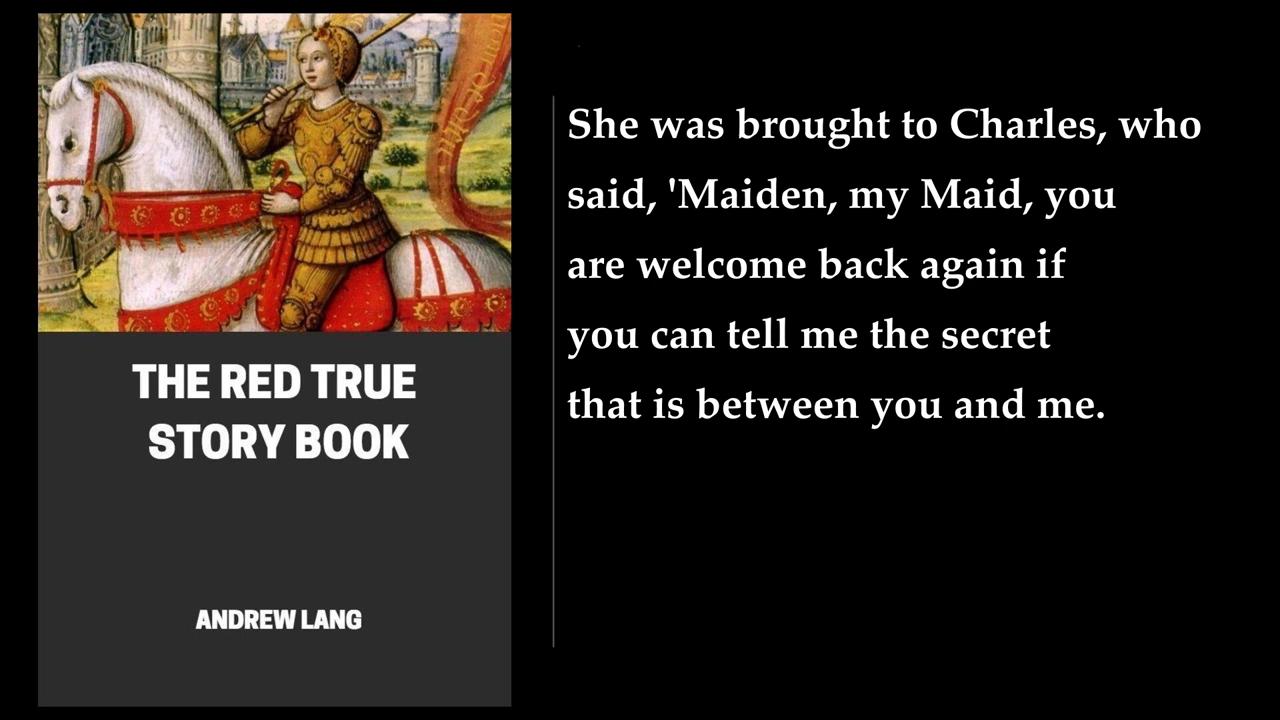 THE RED TRUE
STORY BOOK
ANDREW LANG
She was brought to Charles, who
said, 'Maiden, my Maid, you
are welcome back again if
you can tell me the secret
that is between you and me.